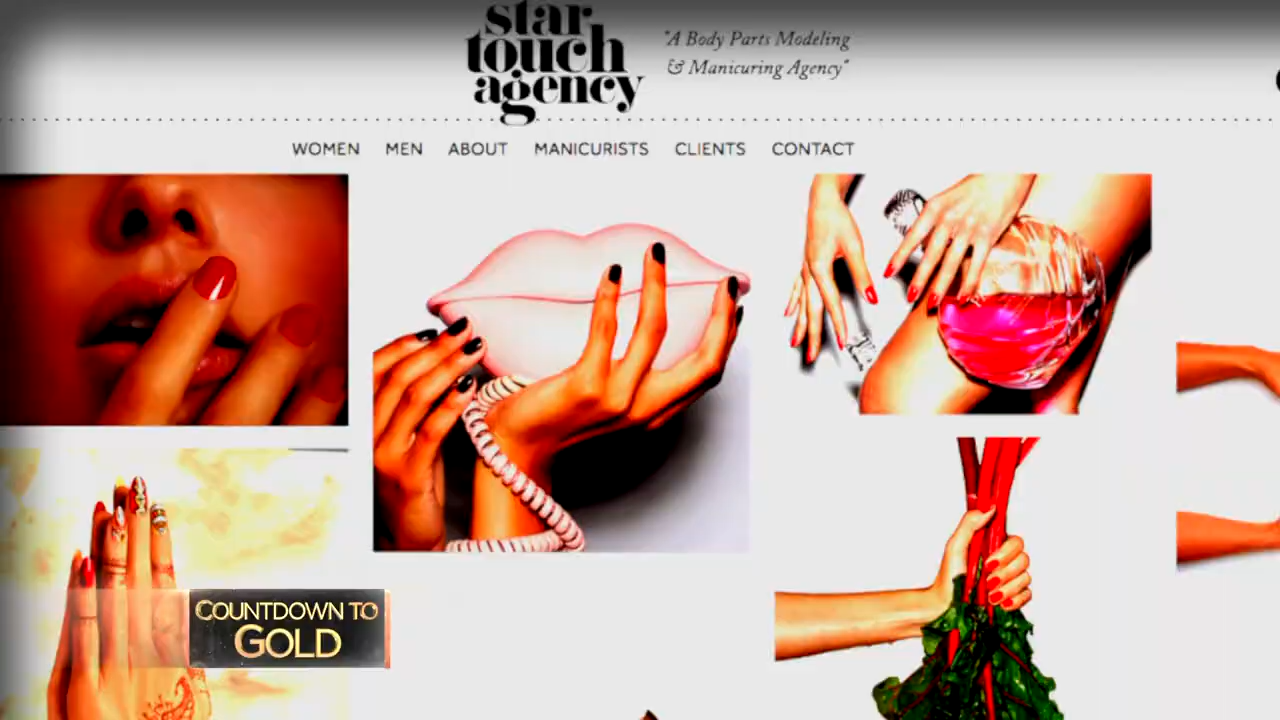 star
touch
agency
"A Body Parts Modeling
& Manicuring Agency"
WOMEN MEN ABOUT MANICURISTS CLIENTS CONTACT
COUNTDOWN TO
GOLD